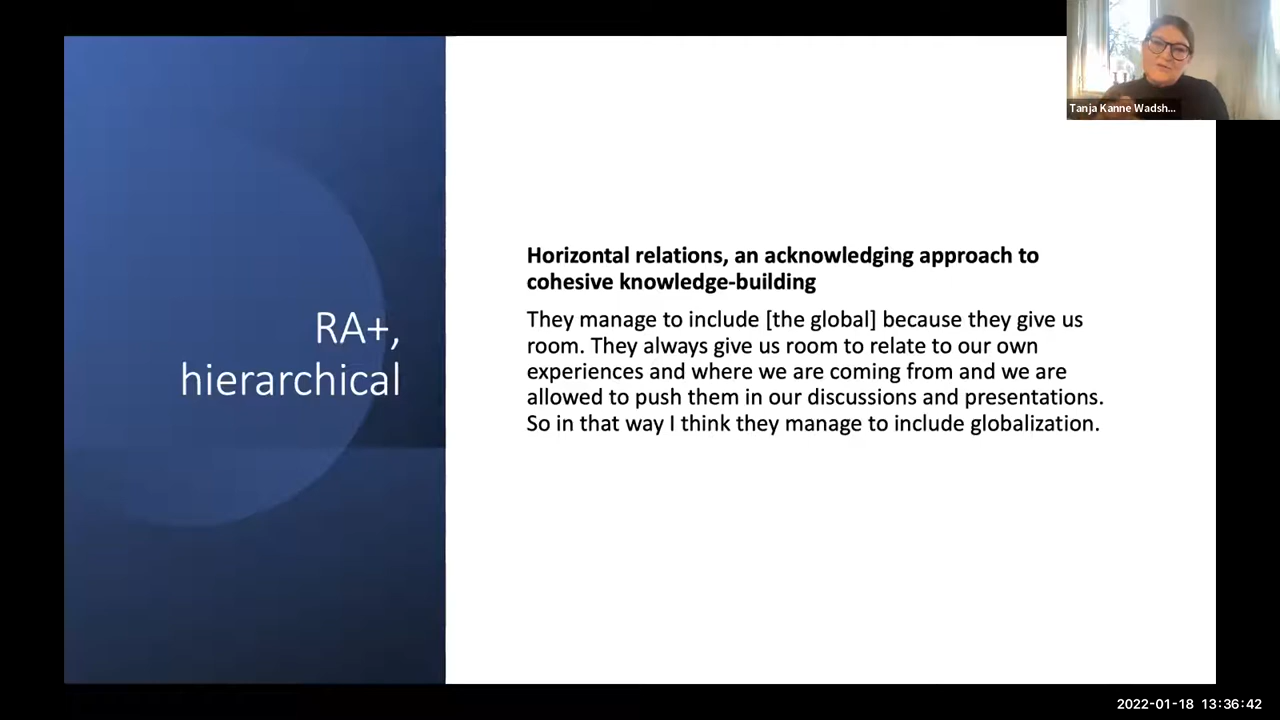 Tanja Kanne Wadsh...
RA+,
hierarchical
Horizontal relations, an acknowledging approach to
cohesive knowledge-building
They manage to include [the global] because they give us
room. They always give us room to relate to our own
experiences and where we are coming from and we are
allowed to push them in our discussions and presentations.
So in that way I think they manage to include globalization.
2022-01-18 13:36:42